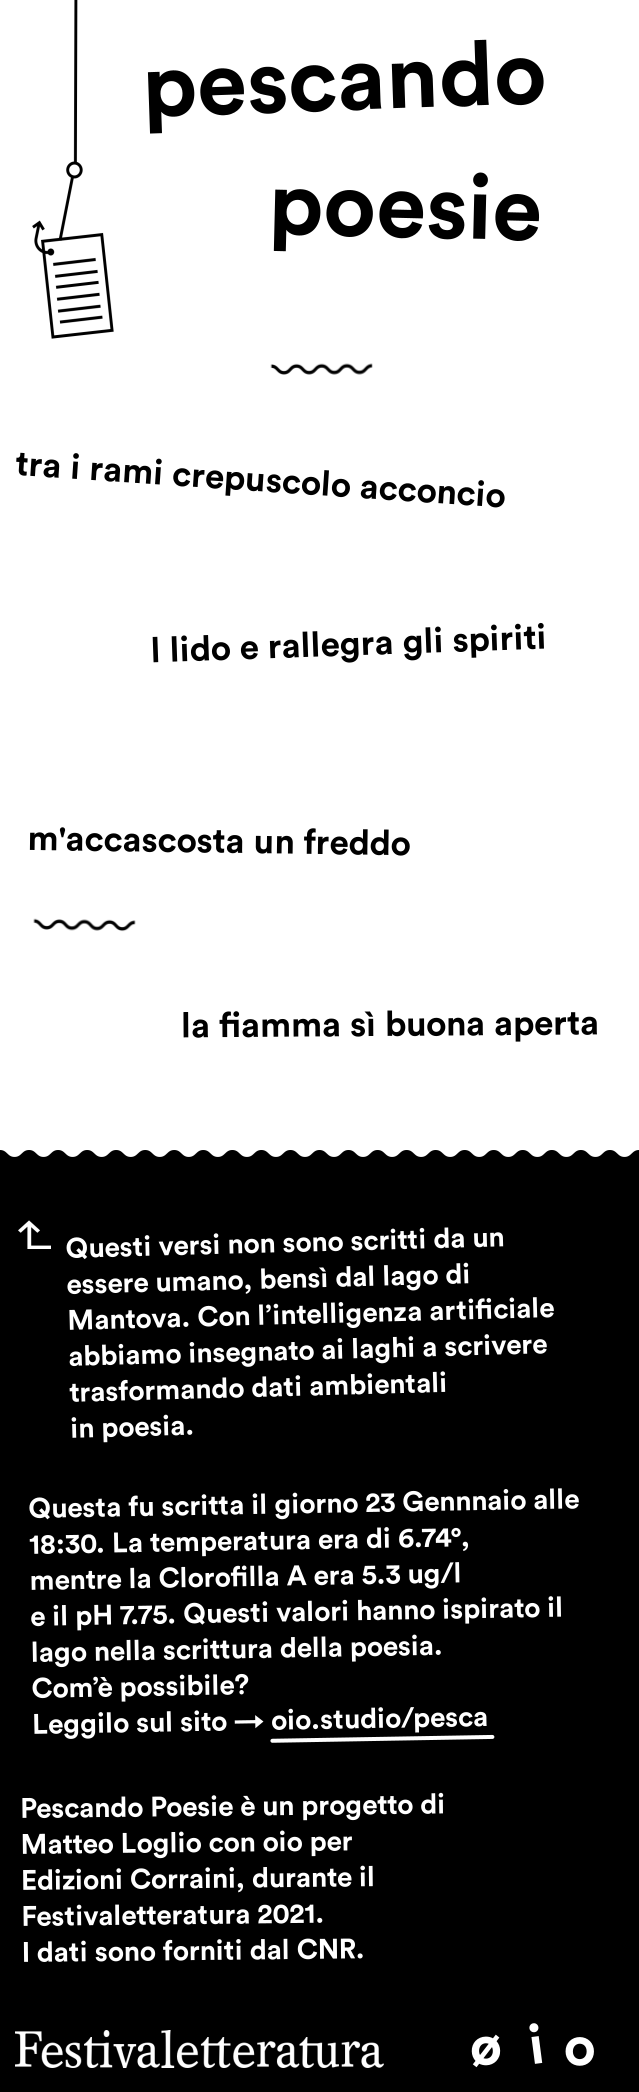 pescando
poesie
tra i rami crepuscolo acconcio
I lido e rallegra gli spiriti
m'accascosta un freddo
la fiamma sì buona aperta
Questi versi non sono scritti da un
essere umano, bensì dal lago di
Mantova. Con l’intelligenza artificiale
abbiamo insegnato ai laghi a scrivere
trasformando dati ambientali
in poesia.
Questa fu scritta il giorno 23 Gennnaio alle
18:30. La temperatura era di 6.74°,
mentre la Clorofilla A era 5.3 ug/l
e il pH 7.75. Questi valori hanno ispirato il
lago nella scrittura della poesia.
Com’è possibile?
Leggilo sul sito → oio.studio/pesca
Pescando Poesie è un progetto di
Matteo Loglio con oio per
Edizioni Corraini, durante il
Festivaletteratura 2021.
I dati sono forniti dal CNR.
Festivaletteratura
ø i o